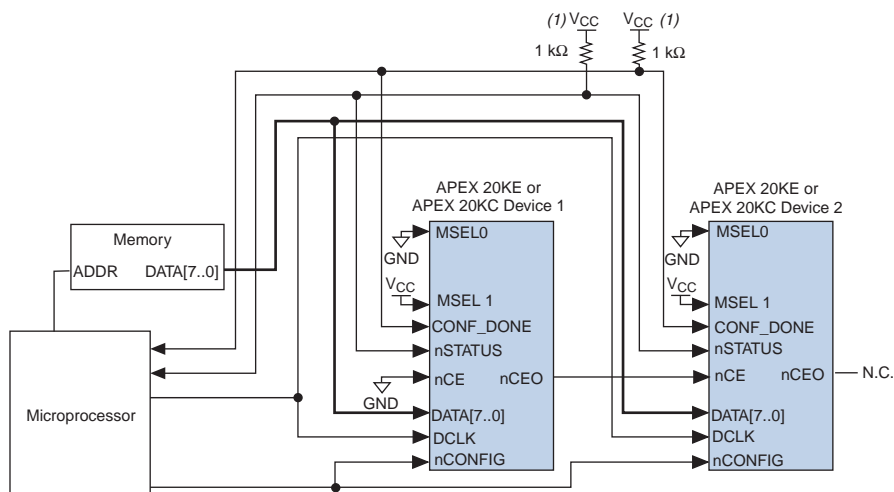 (1) VCC VCC (1)
1 kΩ 1 kΩ
APEX 20KE or
APEX 20KC Device 1
APEX 20KE or
APEX 20KC Device 2
Memory
ADDR DATA[7..0]
Microprocessor
MSEL0
GND
VCC
MSEL 1
CONF_DONE
nSTATUS
nCE nCEO
GND
DATA[7..0]
DCLK
nCONFIG
MSEL0
GND
VCC
MSEL 1
CONF_DONE
nSTATUS
nCE nCEO N.C.
DATA[7..0]
DCLK
nCONFIG